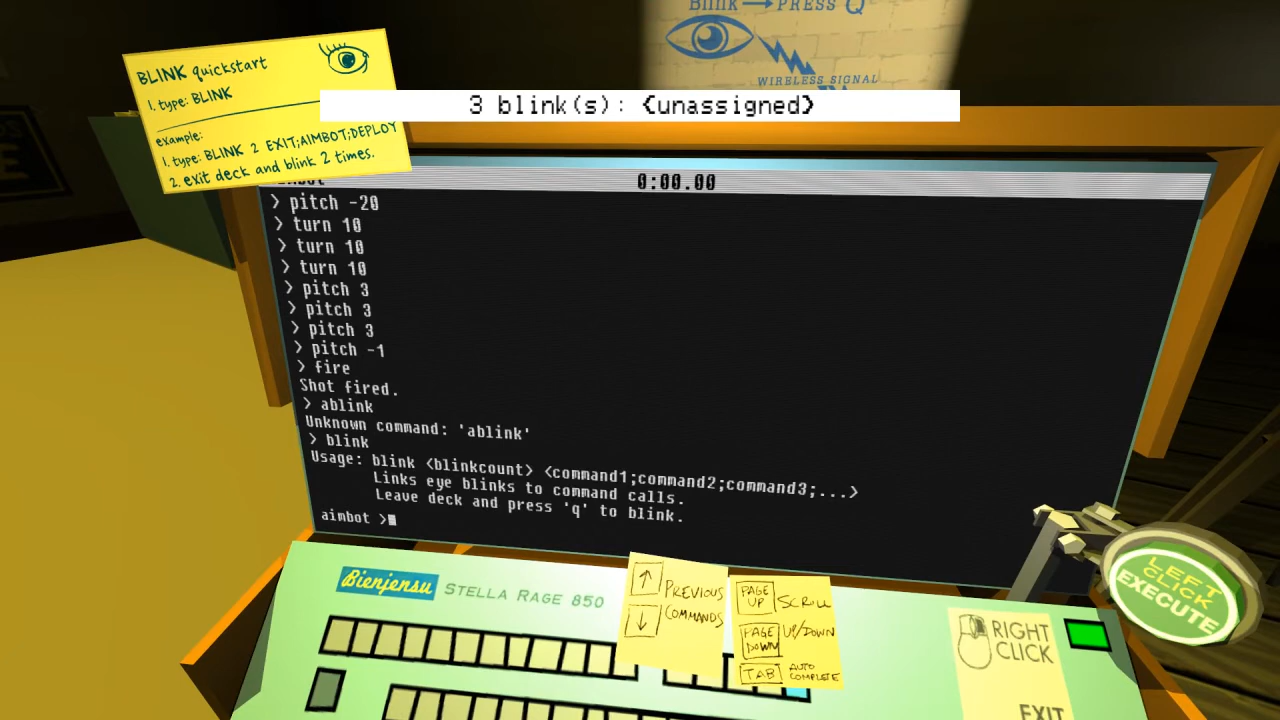 Blink → PRESS Q
WIRELESS SIGNAL
BLINK quickstart
1. type: BLINK
example:
1. type: BLINK 2 EXIT;AIMBOT;DEPLOY
2. exit deck and blink 2 times.
3 blink(s): <unassigned>
0:00.00
> pitch -20
> turn 10
> turn 10
> turn 10
> pitch 3
> pitch 3
> pitch 3
> pitch -1
> fire
Shot fired.
> ablink
Unknown command: 'ablink'
> blink
Usage: blink <blinkcount> <command1;command2;command3;...>
Links eye blinks to command calls.
Leave deck and press 'q' to blink.
aimbot >
Bienjensu STELLA RAGE 850
↑ PREVIOUS
↓ COMMANDS
PAGE UP SCROLL
PAGE DOWN UP/DOWN
TAB AUTO COMPLETE
LEFT
CLICK
EXECUTE
RIGHT
CLICK
EXIT